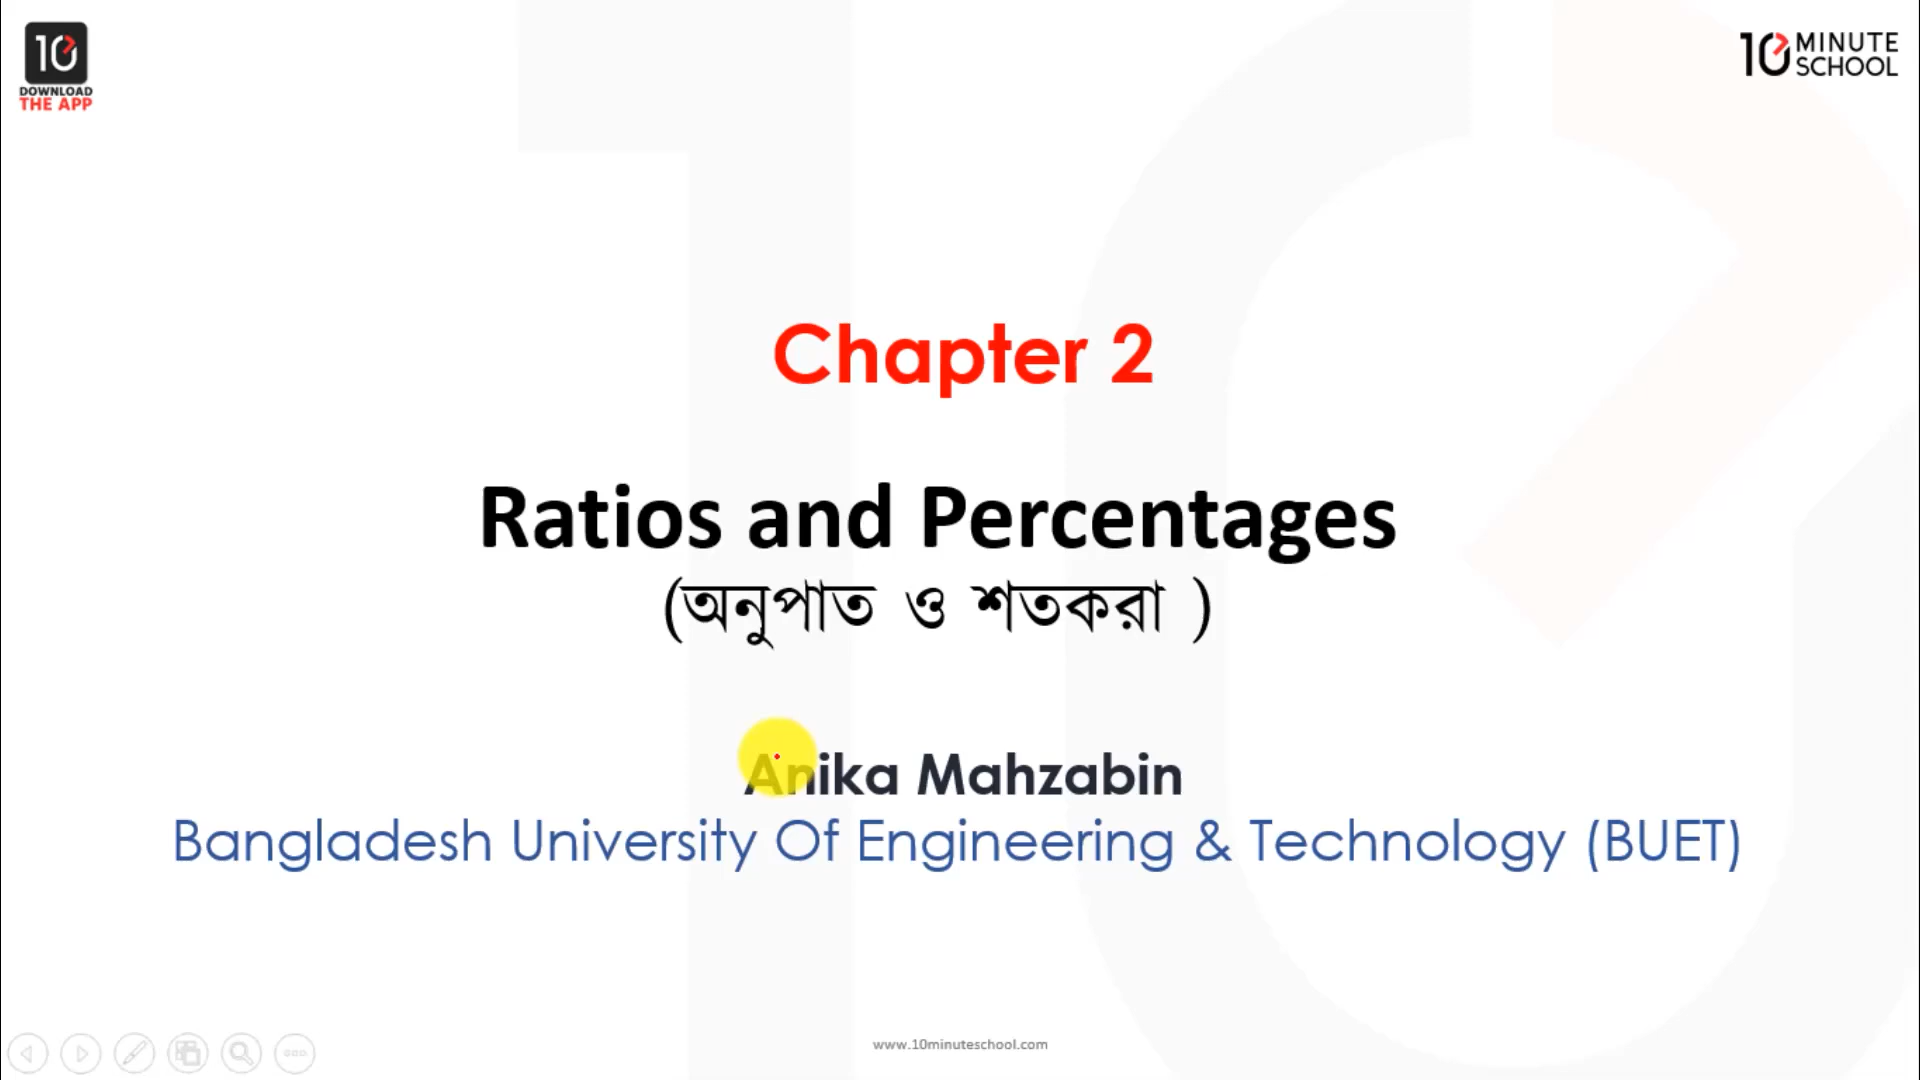 10
DOWNLOAD
THE APP
10 MINUTE
SCHOOL
Chapter 2
Ratios and Percentages
(অনুপাত ও শতকরা )
Anika Mahzabin
Bangladesh University Of Engineering & Technology (BUET)
www.10minuteschool.com